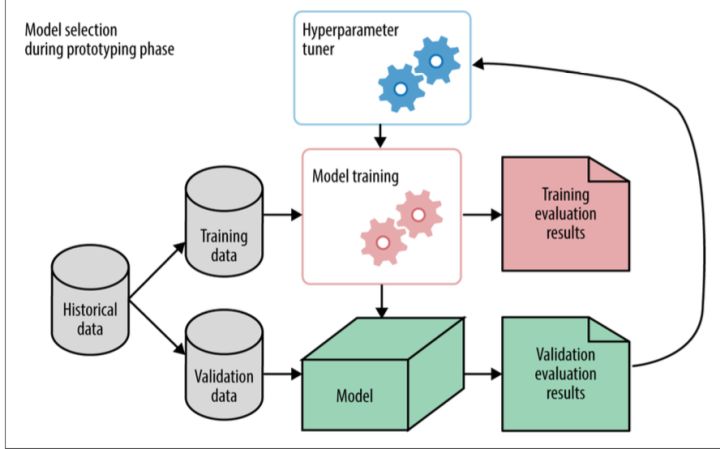 Model selection
during prototyping phase
Hyperparameter
tuner
Model training
Training
evaluation
results
Training
data
Historical
data
Validation
data
Model
Validation
evaluation
results